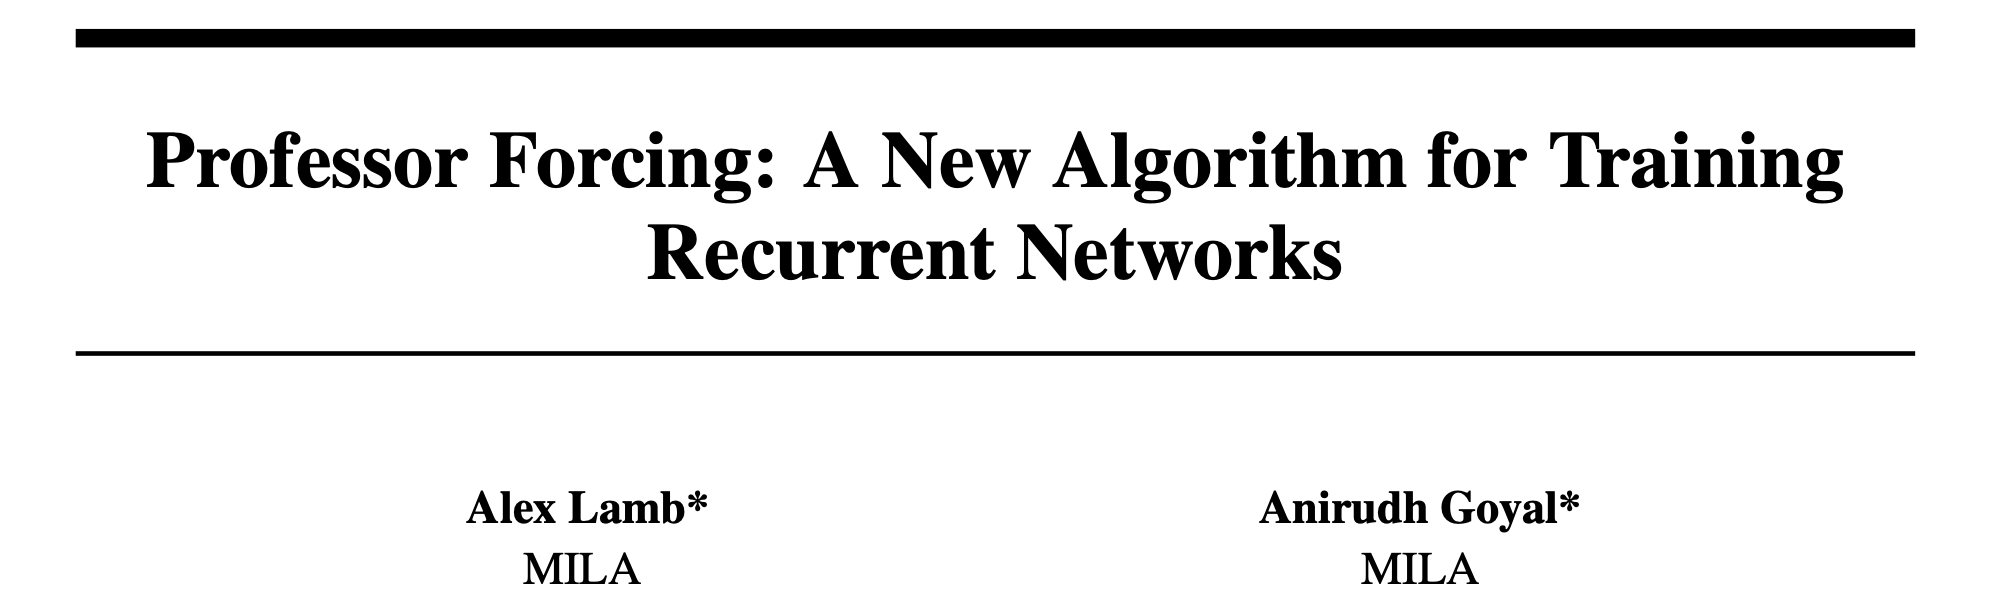 Professor Forcing: A New Algorithm for Training
Recurrent Networks
Alex Lamb*
Anirudh Goyal*
MILA
MILA